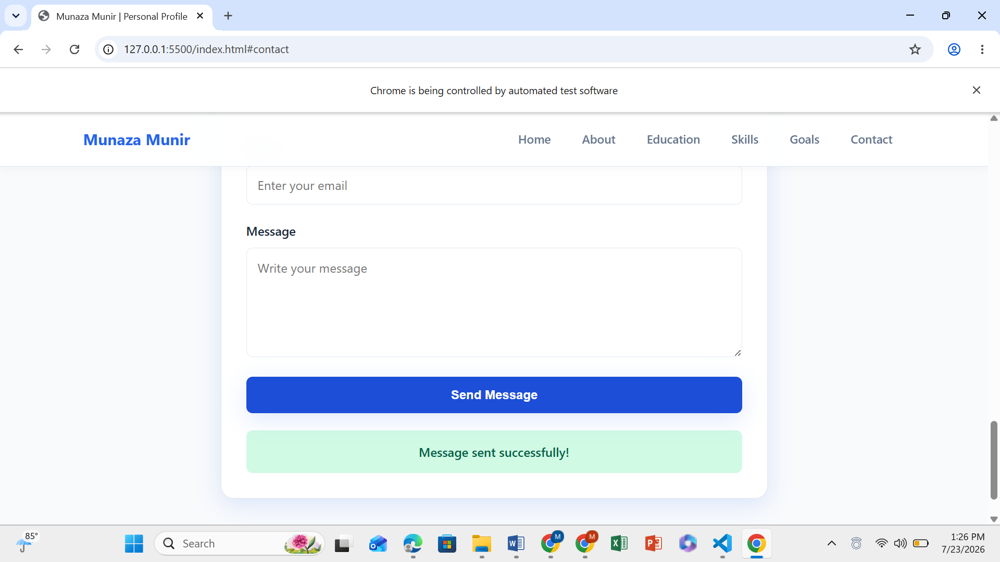 Munaza Munir | Personal Profile
127.0.0.1:5500/index.html#contact
Chrome is being controlled by automated test software
Munaza Munir
Home
About
Education
Skills
Goals
Contact
Enter your email
Message
Write your message
Send Message
Message sent successfully!
85°
Search
M
M
1:26 PM
7/23/2026